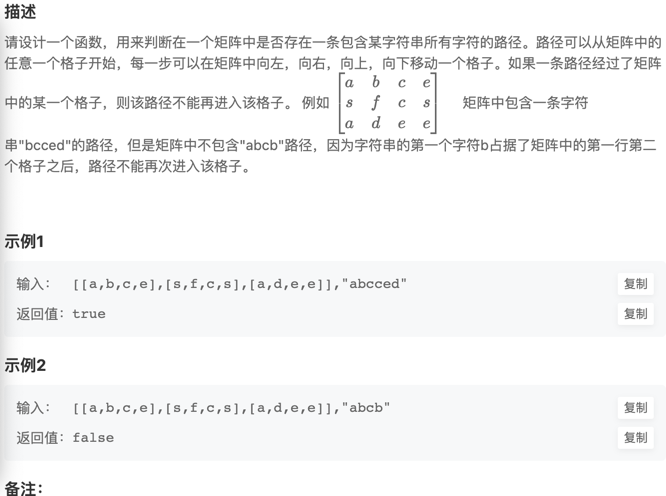 描述
请设计一个函数，用来判断在一个矩阵中是否存在一条包含某字符串所有字符的路径。路径可以从矩阵中的
任意一个格子开始，每一步可以在矩阵中向左，向右，向上，向下移动一个格子。如果一条路径经过了矩阵
中的某一个格子，则该路径不能再进入该格子。 例如 [a b c e
s f c s
a d e e] 矩阵中包含一条字符
串"bcced"的路径，但是矩阵中不包含"abcb"路径，因为字符串的第一个字符b占据了矩阵中的第一行第二
个格子之后，路径不能再次进入该格子。
示例1
输入： [[a,b,c,e],[s,f,c,s],[a,d,e,e]],"abcced" 复制
返回值：true 复制
示例2
输入： [[a,b,c,e],[s,f,c,s],[a,d,e,e]],"abcb" 复制
返回值：false 复制
备注：